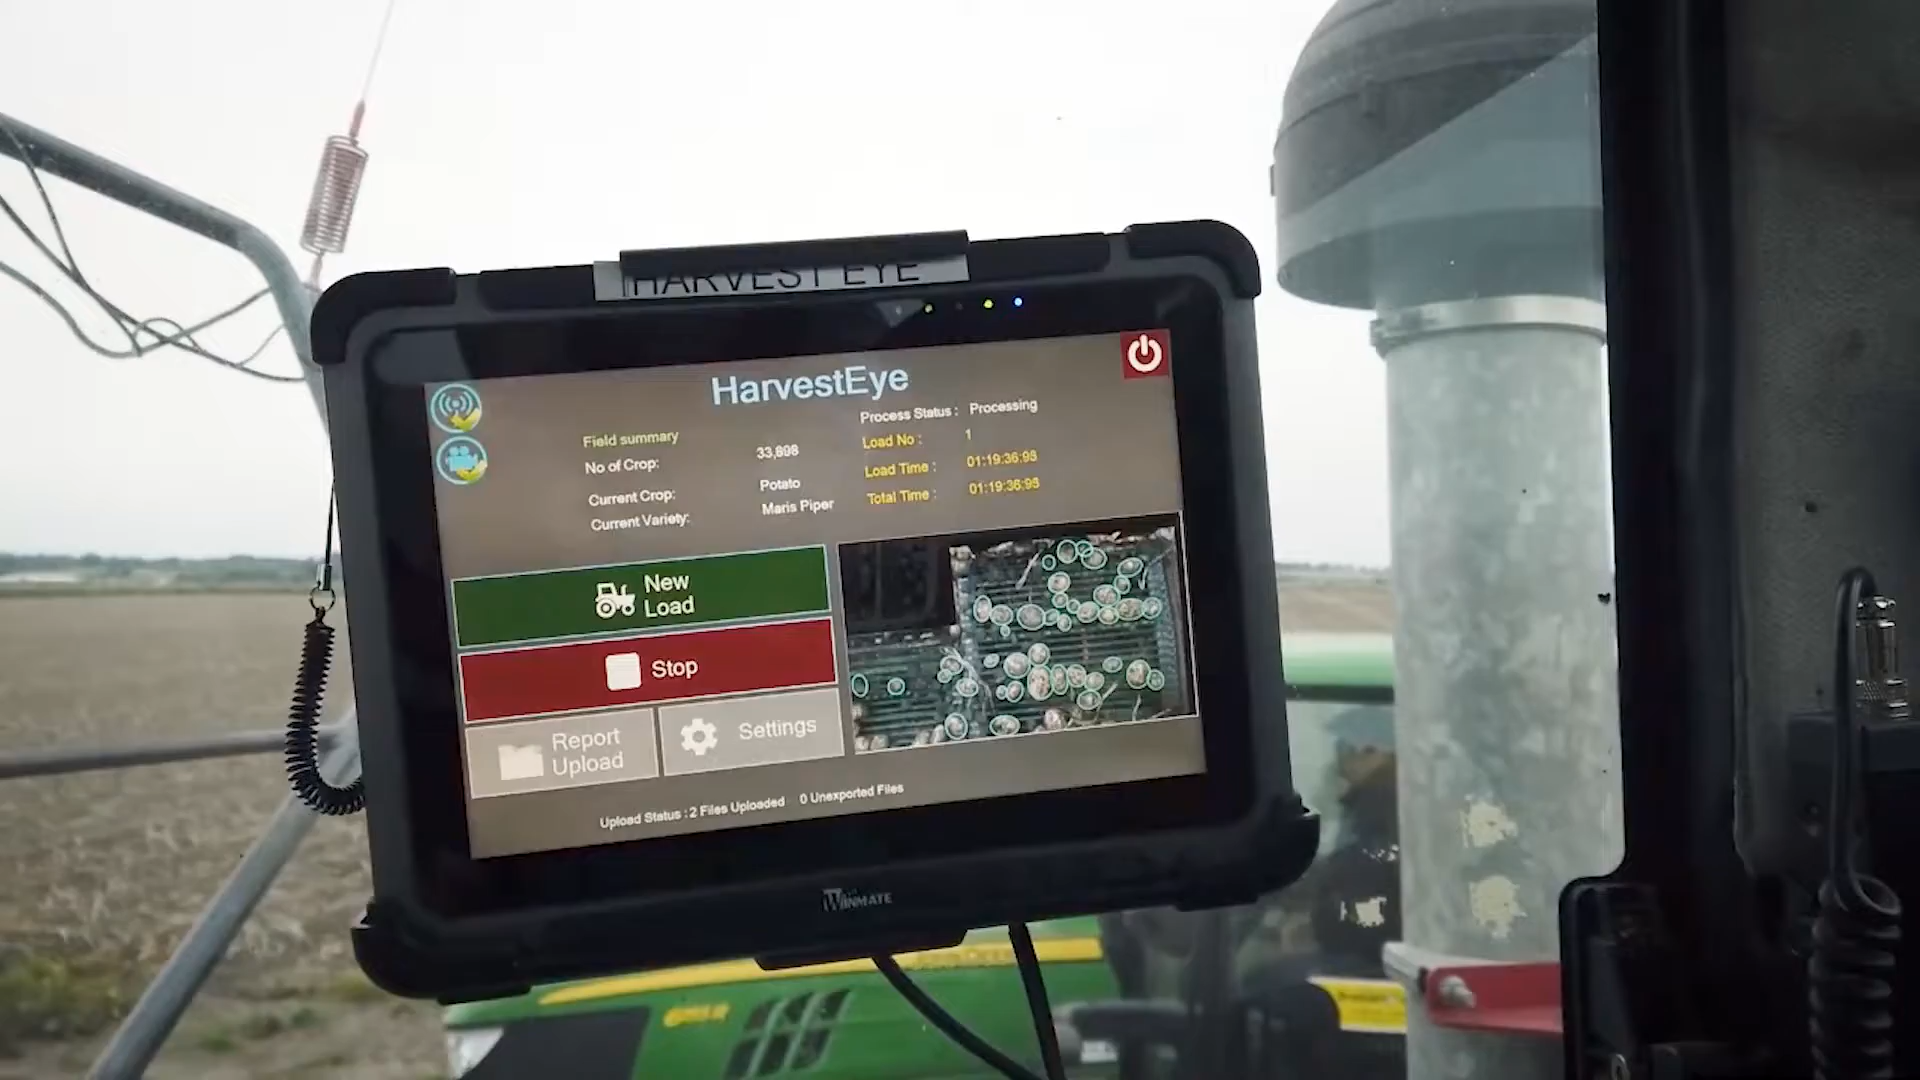 HARVEST EYE
HarvestEye
Process Status : Processing
Field summary
Load No : 1
No of Crop: 33,898
Load Time : 01:19:36:98
Current Crop: Potato
Total Time : 01:19:36:98
Current Variety: Maris Piper
New
Load
Stop
Report
Upload
Settings
Upload Status : 2 Files Uploaded 0 Unexported Files
WINMATE